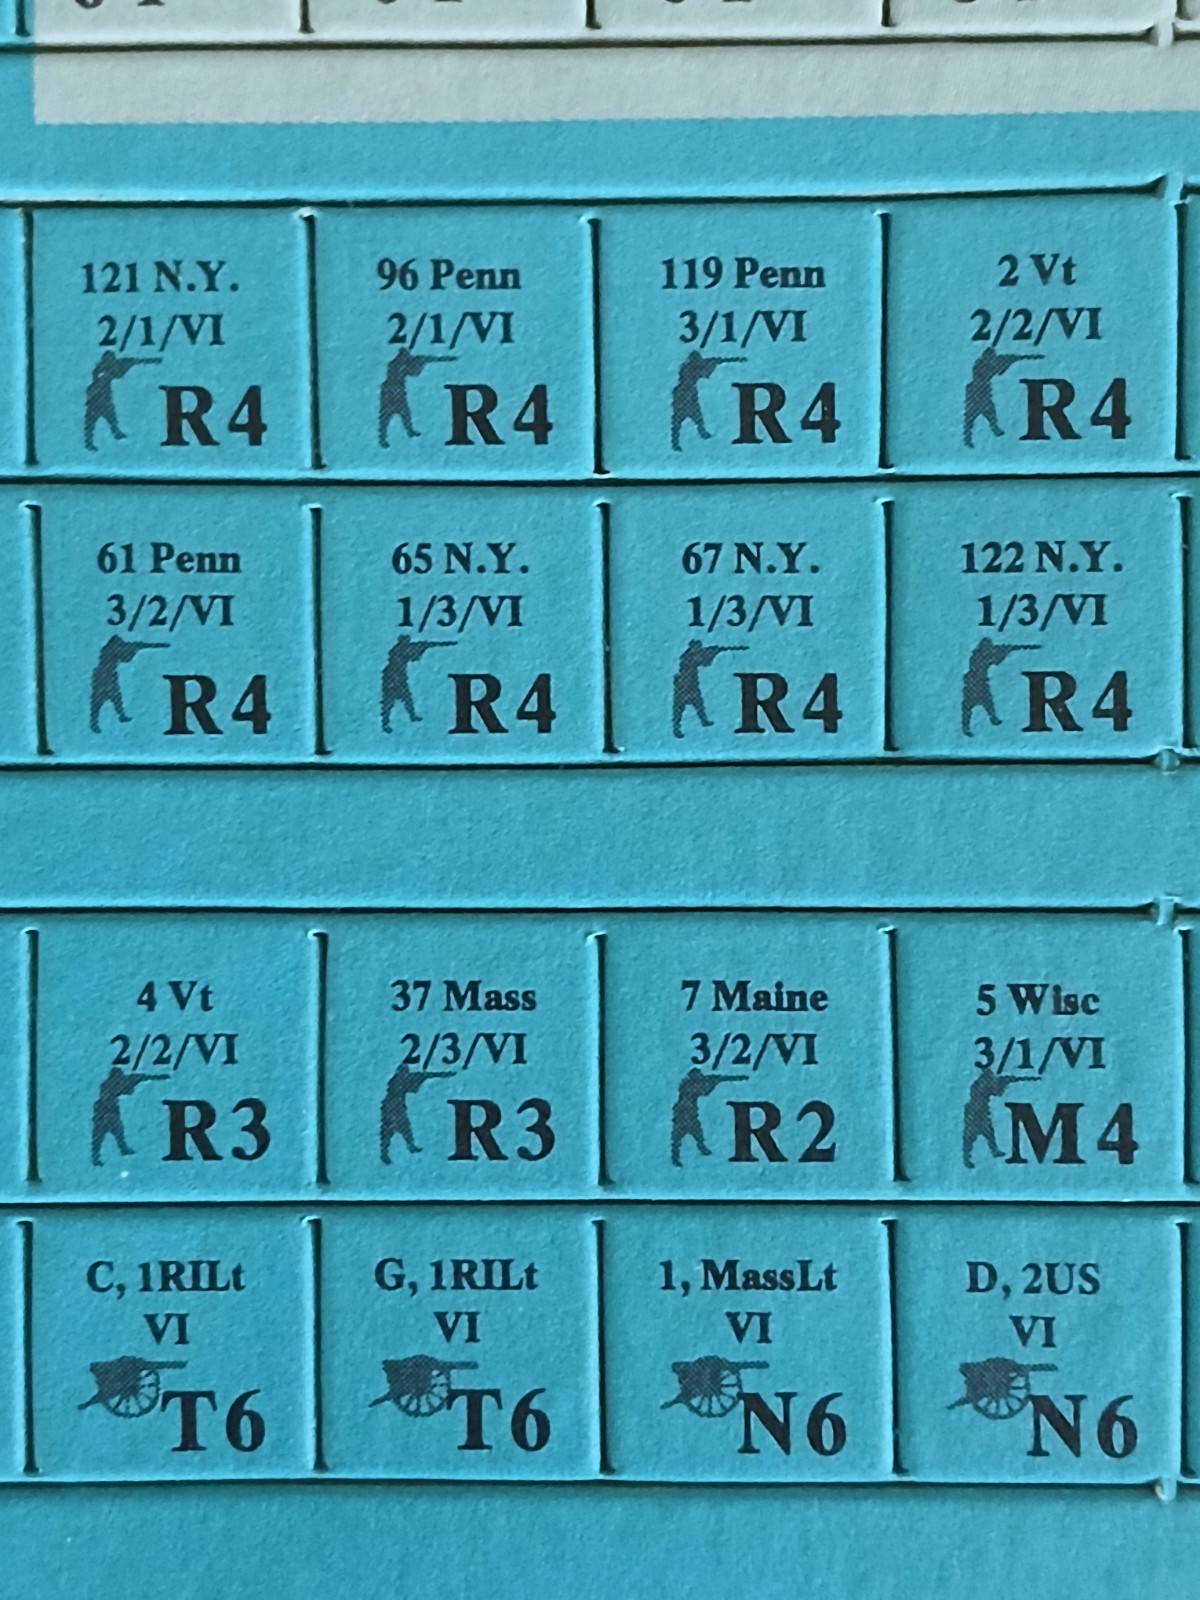 121 N.Y.
2/1/VI
R4
96 Penn
2/1/VI
R4
119 Penn
3/1/VI
R4
2 Vt
2/2/VI
R4
61 Penn
3/2/VI
R4
65 N.Y.
1/3/VI
R4
67 N.Y.
1/3/VI
R4
122 N.Y.
1/3/VI
R4
4 Vt
2/2/VI
R3
37 Mass
2/3/VI
R3
7 Maine
3/2/VI
R2
5 Wisc
3/1/VI
M4
C, 1RILt
VI
T6
G, 1RILt
VI
T6
1, MassLt
VI
N6
D, 2US
VI
N6